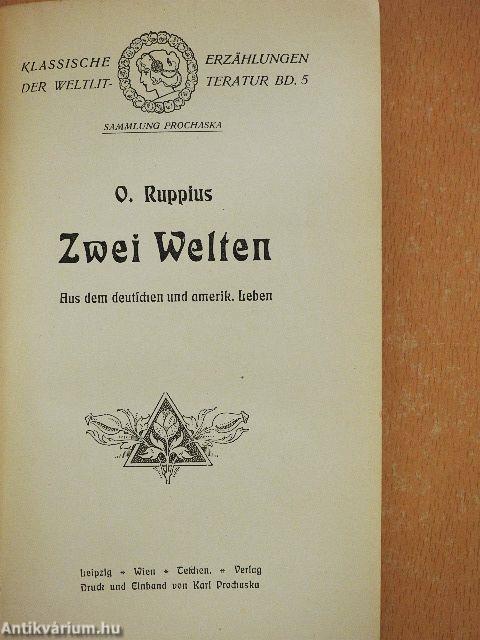 KLASSISCHE ERZÄHLUNGEN
DER WELTLIT- TERATUR BD. 5
SAMMLUNG PROCHASKA
O. Ruppius
Zwei Welten
Aus dem deutſchen und amerik. Leben
Leipzig * Wien * Teſchen. * Verlag
Druck und Einband von Karl Prochaska
Antikvárium.hu